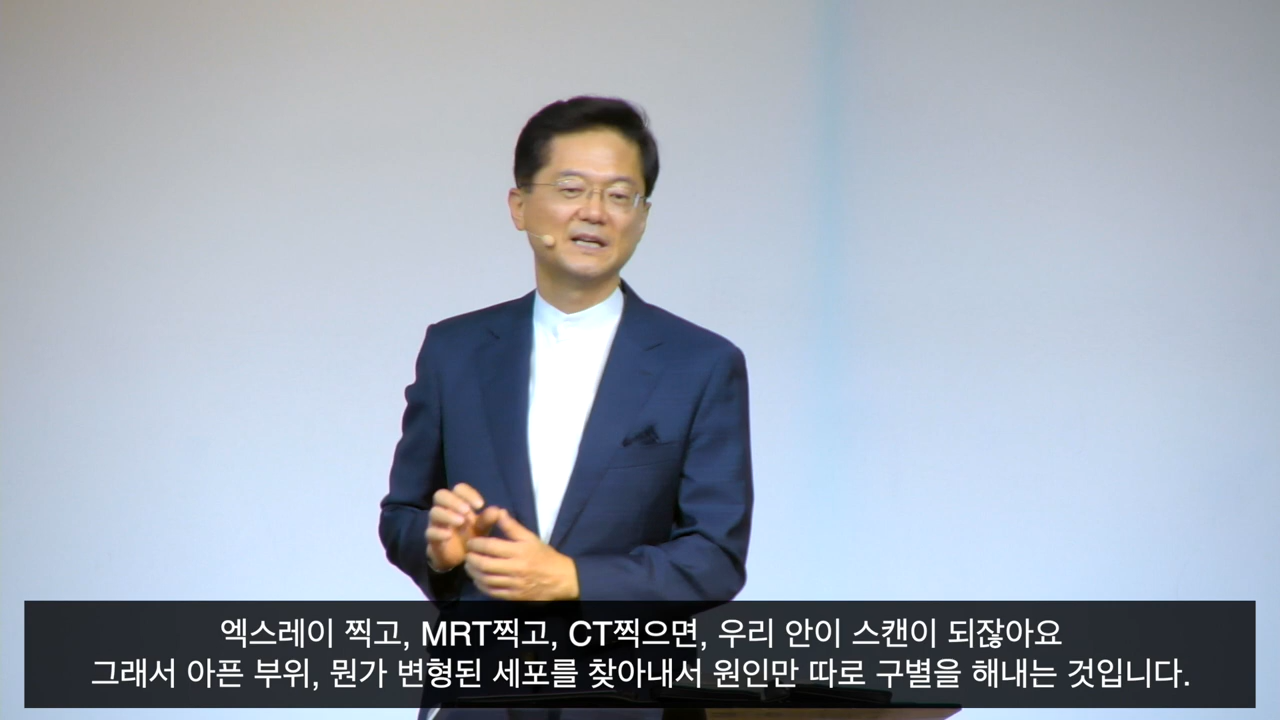 엑스레이 찍고, MRT찍고, CT찍으면, 우리 안이 스캔이 되잖아요
그래서 아픈 부위, 뭔가 변형된 세포를 찾아내서 원인만 따로 구별을 해내는 것입니다.